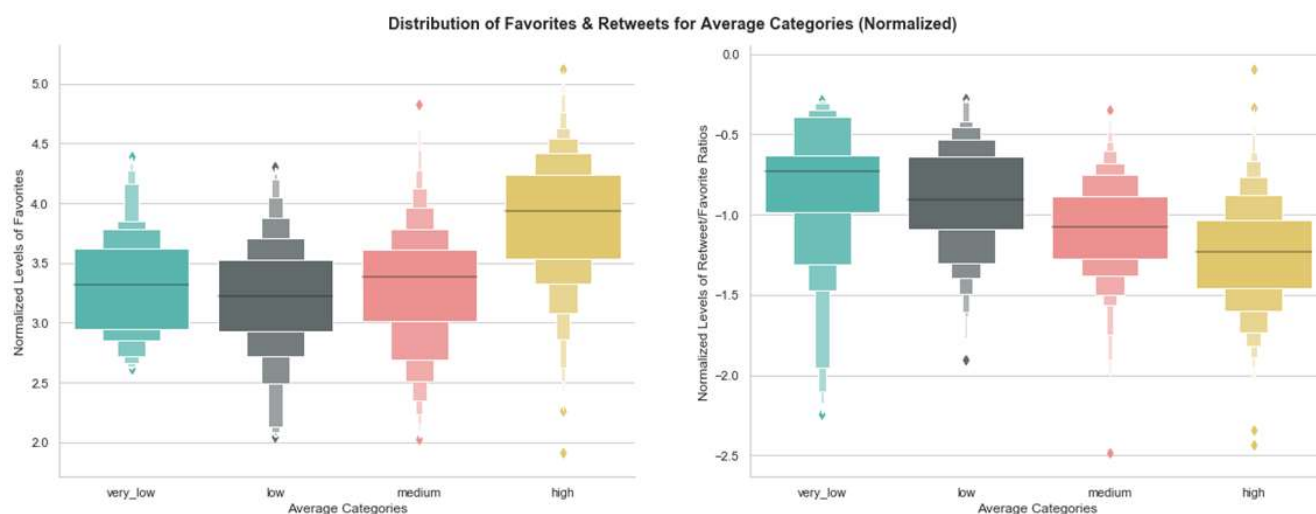 Distribution of Favorites & Retweets for Average Categories (Normalized)
Normalized Levels of Favorites
5.0
4.5
4.0
3.5
3.0
2.5
2.0
very_low
low
medium
high
Average Categories
Normalized Levels of Retweet/Favorite Ratios
0.0
−0.5
−1.0
−1.5
−2.0
−2.5
very_low
low
medium
high
Average Categories